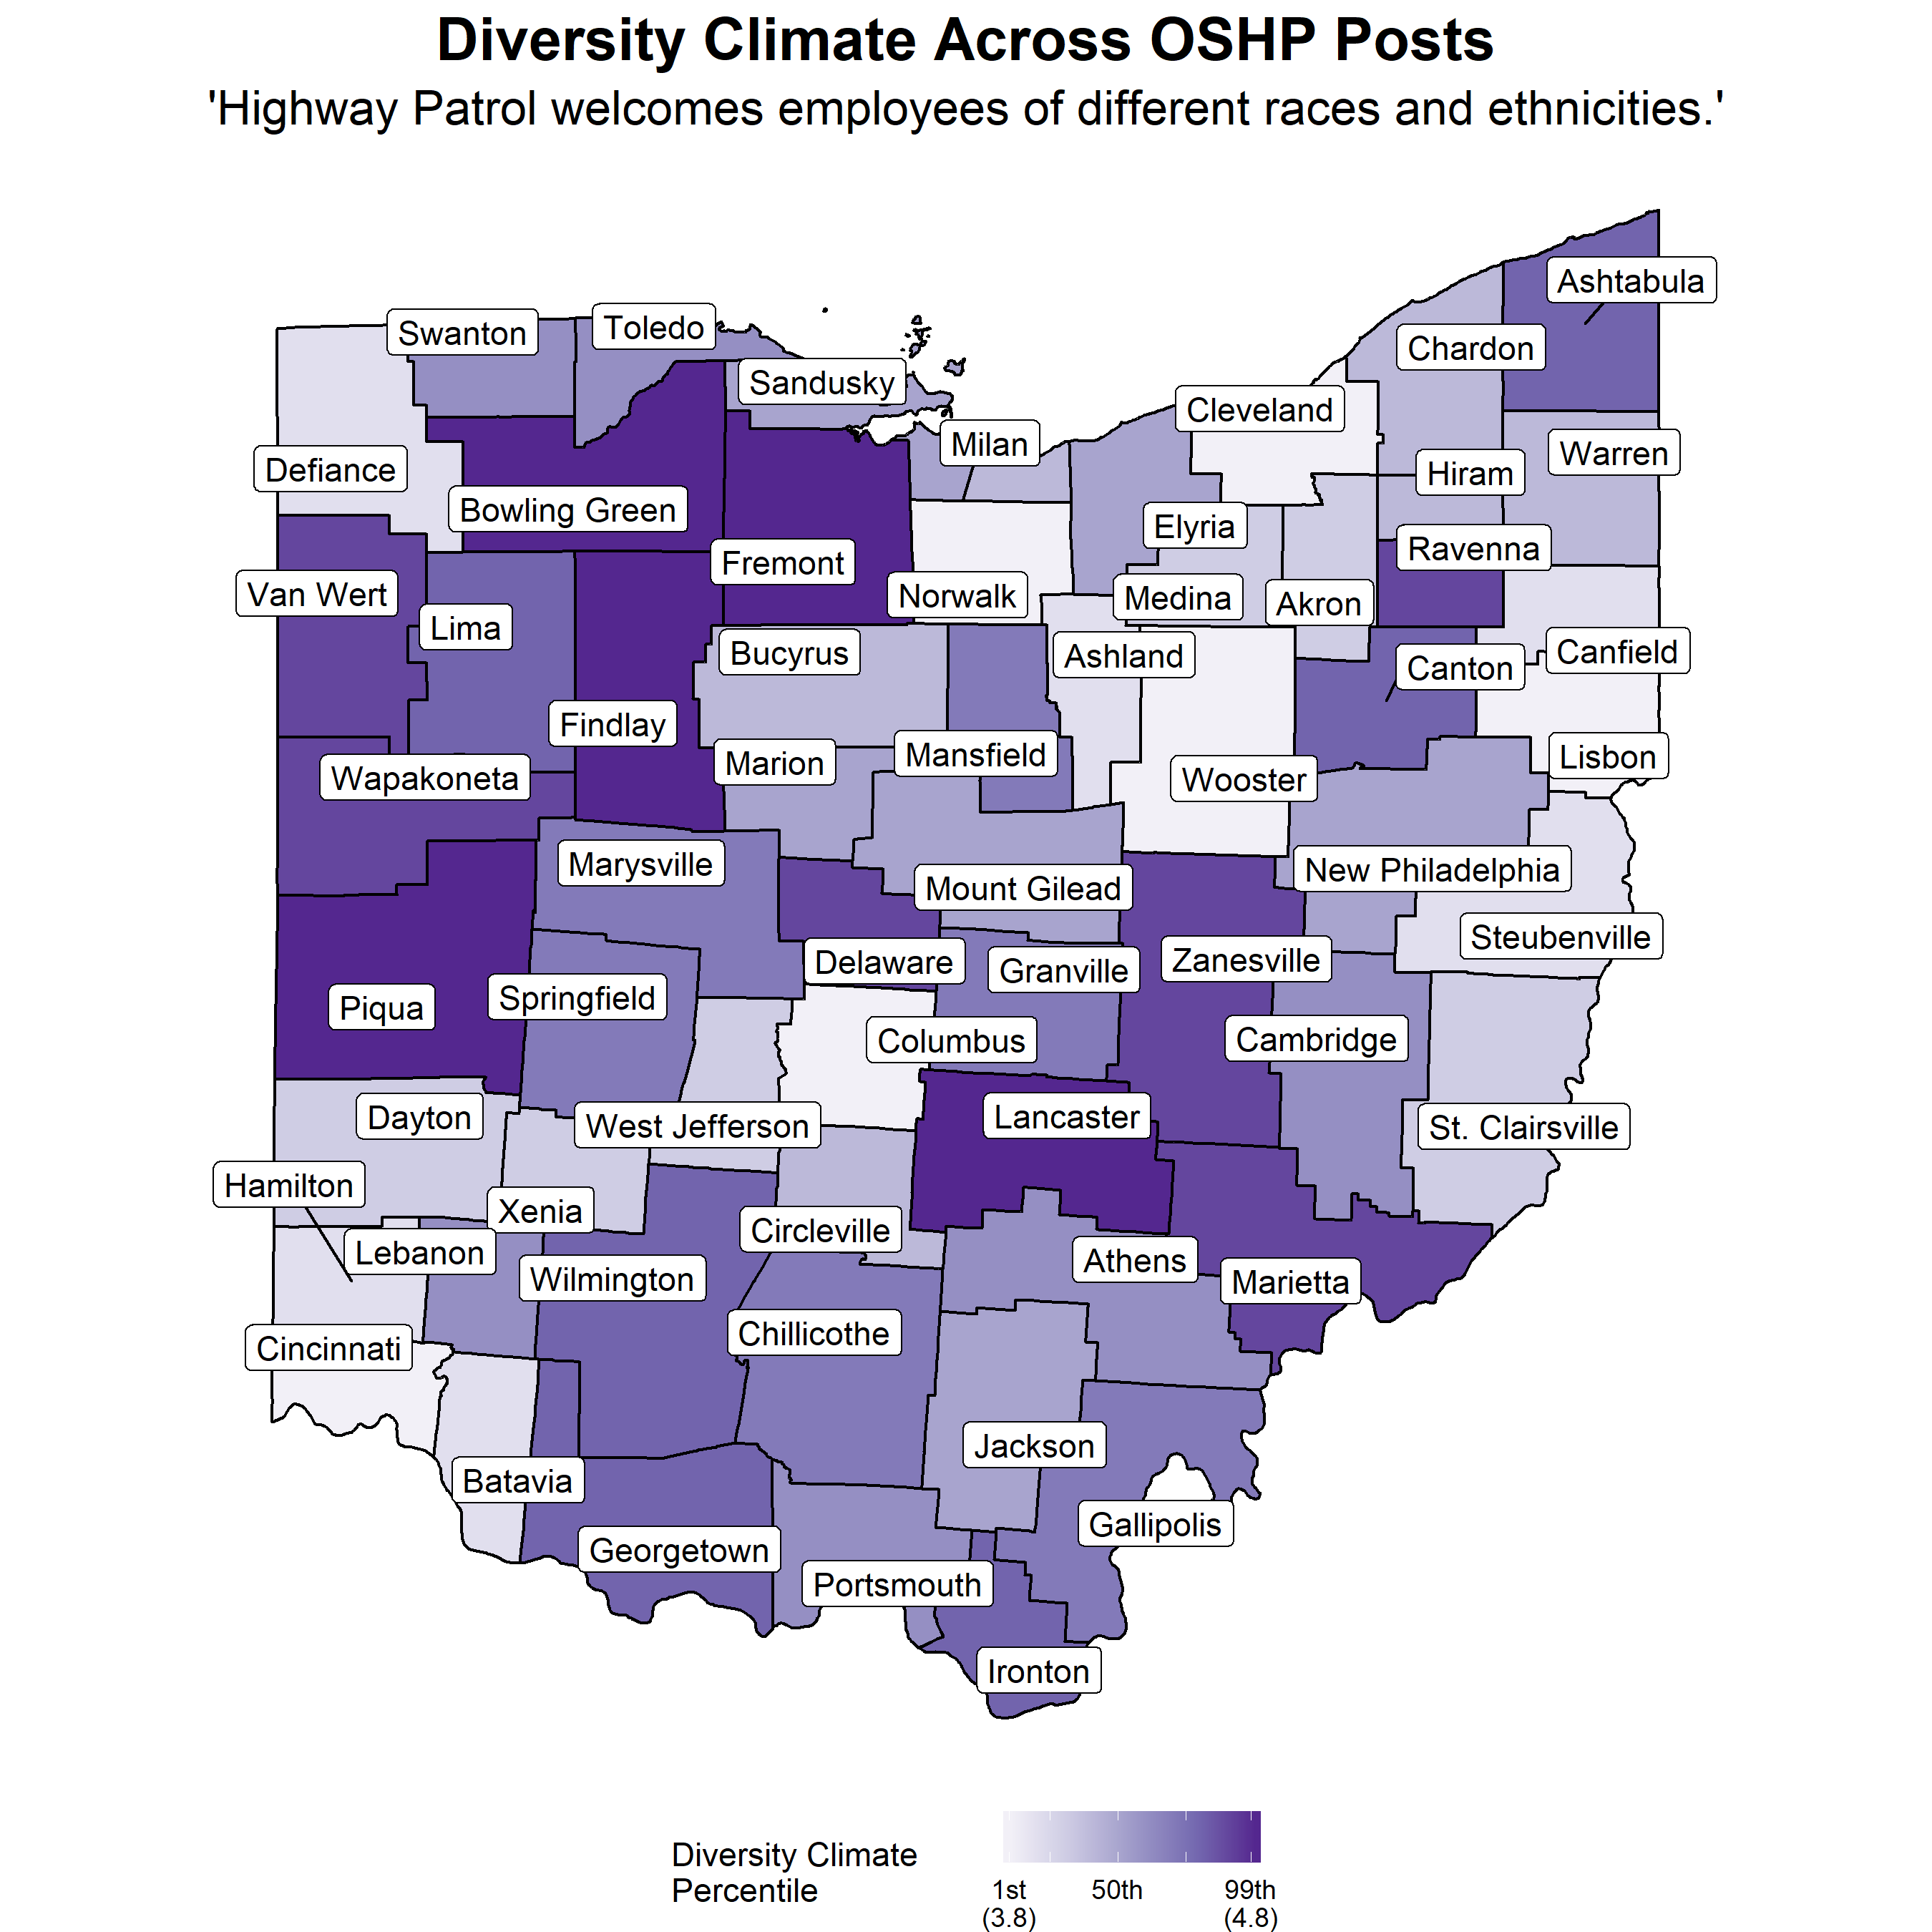 Diversity Climate Across OSHP Posts
'Highway Patrol welcomes employees of different races and ethnicities.'
Ashtabula
Swanton
Toledo
Chardon
Sandusky
Cleveland
Milan
Warren
Defiance
Hiram
Bowling Green
Elyria
Ravenna
Fremont
Van Wert
Norwalk
Medina
Akron
Lima
Bucyrus
Ashland
Canfield
Canton
Findlay
Mansfield
Lisbon
Marion
Wapakoneta
Wooster
Marysville
New Philadelphia
Mount Gilead
Steubenville
Delaware
Zanesville
Granville
Springfield
Piqua
Cambridge
Columbus
Lancaster
Dayton
West Jefferson
St. Clairsville
Hamilton
Xenia
Circleville
Lebanon
Athens
Wilmington
Marietta
Chillicothe
Cincinnati
Jackson
Batavia
Gallipolis
Georgetown
Portsmouth
Ironton
Diversity Climate
Percentile
1st 50th 99th
(3.8) (4.8)